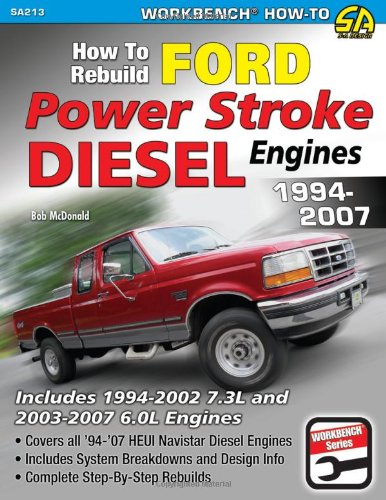 SA213
WORKBENCH® HOW-TO
SA
S-A DESIGN
How To
Rebuild
FORD
Power Stroke
DIESEL Engines
1994-
2007
Bob McDonald
Includes 1994-2002 7.3L and
2003-2007 6.0L Engines
• Covers all '94-'07 HEUI Navistar Diesel Engines
• Includes System Breakdowns and Design Info
• Complete Step-By-Step Rebuilds
WORKBENCH®
Series